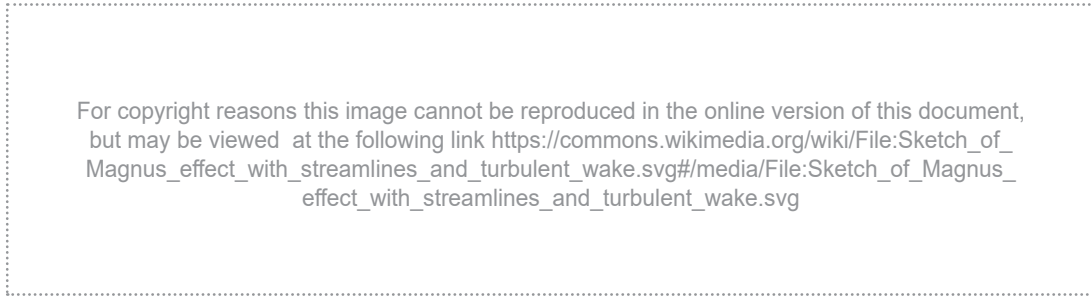 For copyright reasons this image cannot be reproduced in the online version of this document,
but may be viewed  at the following link https://commons.wikimedia.org/wiki/File:Sketch_of_
Magnus_effect_with_streamlines_and_turbulent_wake.svg#/media/File:Sketch_of_Magnus_
effect_with_streamlines_and_turbulent_wake.svg